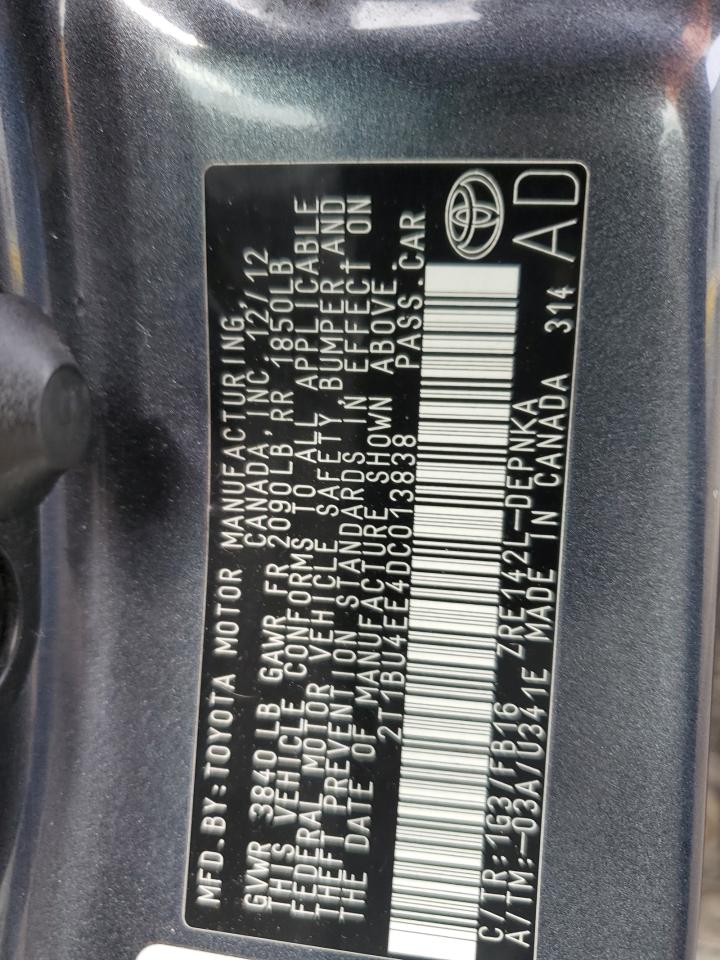 MFD.BY:TOYOTA MOTOR MANUFACTURING,
CANADA, INC. 12/12
GVWR 3840 LB GAWR FR 2090LB, RR 1850LB
THIS VEHICLE CONFORMS TO ALL APPLICABLE
FEDERAL MOTOR VEHICLE SAFETY,BUMPER,AND
THEFT PREVENTION STANDARDS IN EFFECT ON
THE DATE OF MANUFACTURE SHOWN ABOVE.
2T1BU4EE4DC013838 PASS.CAR
C/TR:1G3/FB16 ZRE142L-DEPNKA
A/TM:-03A/U341E MADE IN CANADA 314
AD